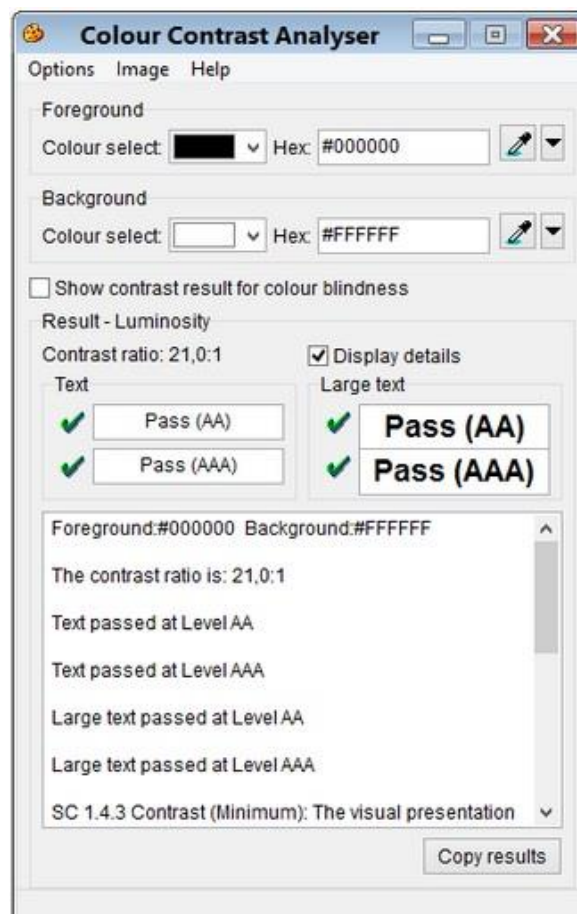 Colour Contrast Analyser
Options Image Help
Foreground
Colour select: Hex: #000000
Background
Colour select: Hex: #FFFFFF
Show contrast result for colour blindness
Result - Luminosity
Contrast ratio: 21,0:1 Display details
Text
Pass (AA)
Pass (AAA)
Large text
Pass (AA)
Pass (AAA)
Foreground:#000000 Background:#FFFFFF
The contrast ratio is: 21,0:1
Text passed at Level AA
Text passed at Level AAA
Large text passed at Level AA
Large text passed at Level AAA
SC 1.4.3 Contrast (Minimum): The visual presentation
Copy results